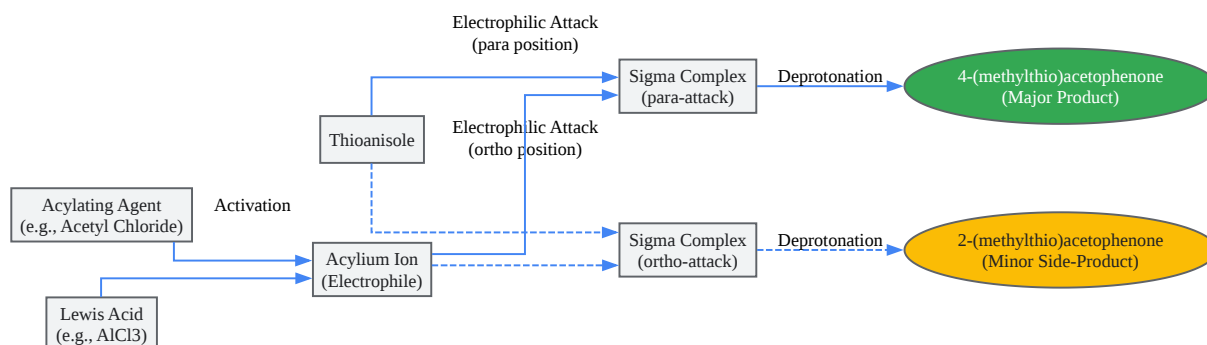 Electrophilic Attack
(para position)
Sigma Complex
(para-attack)
Deprotonation
4-(methylthio)acetophenone
(Major Product)
Thioanisole
Electrophilic Attack
(ortho position)
Acylating Agent
(e.g., Acetyl Chloride)
Activation
Acylium Ion
(Electrophile)
Sigma Complex
(ortho-attack)
Deprotonation
2-(methylthio)acetophenone
(Minor Side-Product)
Lewis Acid
(e.g., AlCl3)